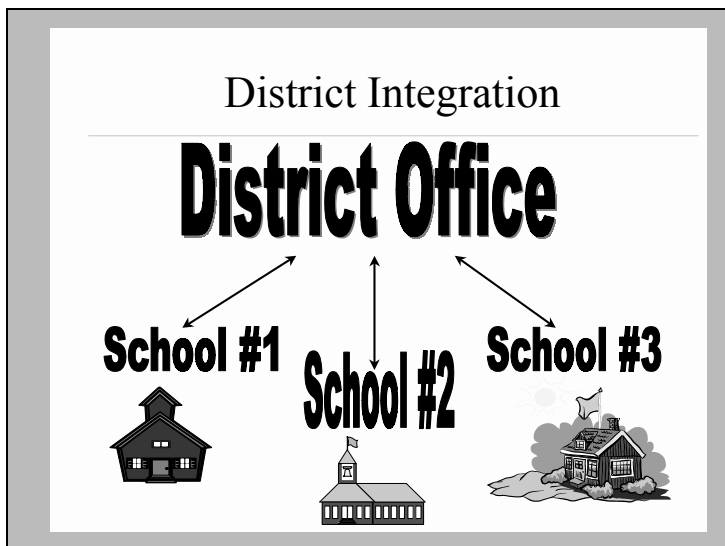 District Integration
District Office
School #1
School #2
School #3